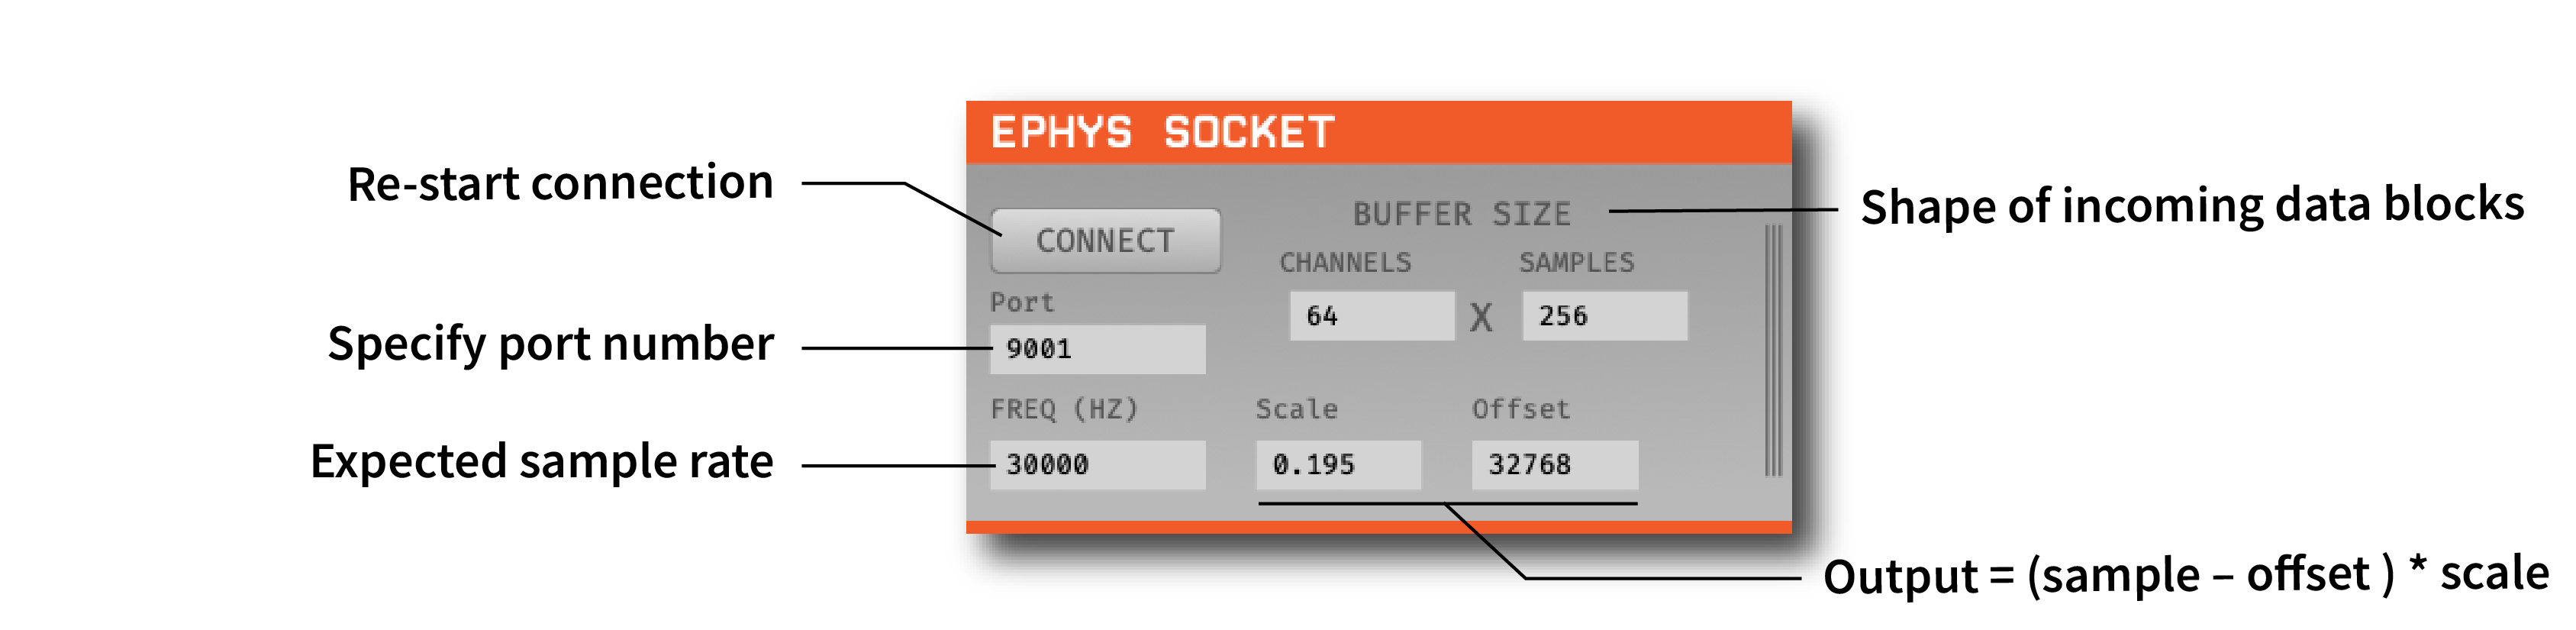 EPHYS SOCKET
Re-start connection
CONNECT
BUFFER SIZE
Shape of incoming data blocks
CHANNELS
SAMPLES
64 X 256
Port
Specify port number
9001
FREQ (HZ)
Scale
Offset
Expected sample rate
30000
0.195
32768
Output = (sample – offset ) * scale